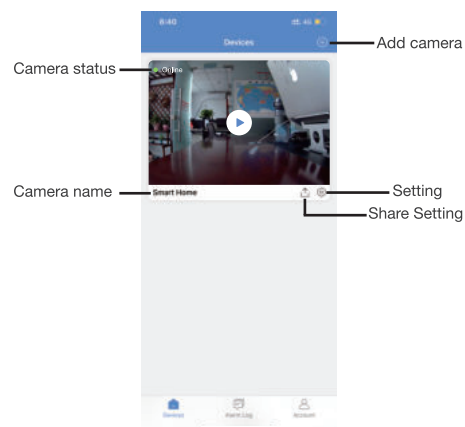 8:40
4G
Devices
Add camera
Camera status
Online
Camera name
Smart Home
Setting
Share Setting
Devices
Alarm Log
Account